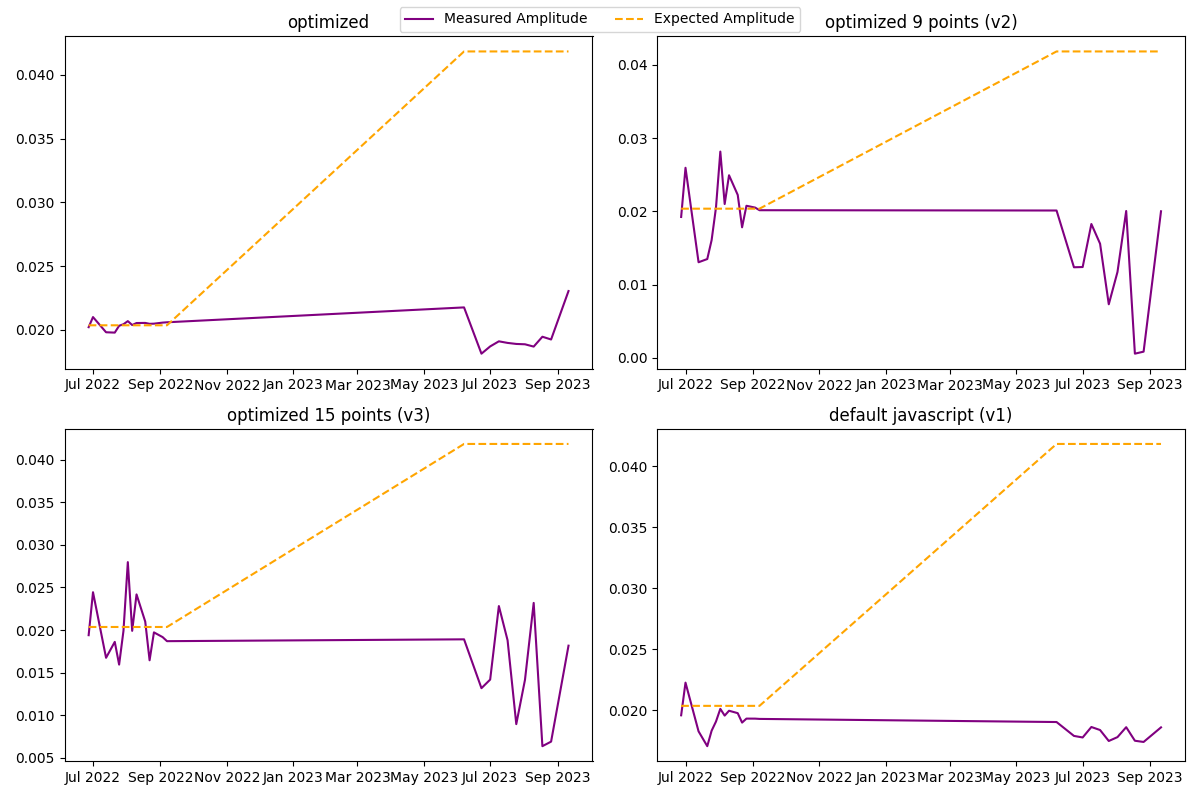 Measured Amplitude Expected Amplitude
optimized
0.040
0.035
0.030
0.025
0.020
Jul 2022 Sep 2022 Nov 2022 Jan 2023 Mar 2023 May 2023 Jul 2023 Sep 2023
optimized 9 points (v2)
0.04
0.03
0.02
0.01
0.00
Jul 2022 Sep 2022 Nov 2022 Jan 2023 Mar 2023 May 2023 Jul 2023 Sep 2023
optimized 15 points (v3)
0.040
0.035
0.030
0.025
0.020
0.015
0.010
0.005
Jul 2022 Sep 2022 Nov 2022 Jan 2023 Mar 2023 May 2023 Jul 2023 Sep 2023
default javascript (v1)
0.040
0.035
0.030
0.025
0.020
Jul 2022 Sep 2022 Nov 2022 Jan 2023 Mar 2023 May 2023 Jul 2023 Sep 2023